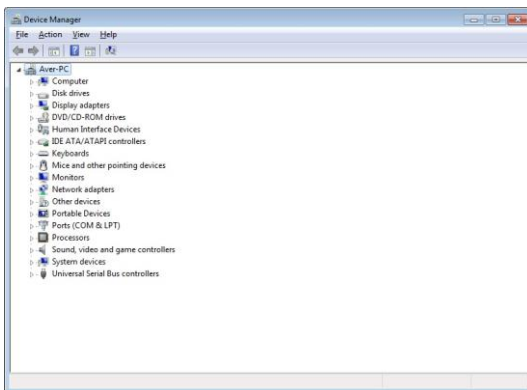 Device Manager
File Action View Help
Aver-PC
Computer
Disk drives
Display adapters
DVD/CD-ROM drives
Human Interface Devices
IDE ATA/ATAPI controllers
Keyboards
Mice and other pointing devices
Monitors
Network adapters
Other devices
Portable Devices
Ports (COM & LPT)
Processors
Sound, video and game controllers
System devices
Universal Serial Bus controllers